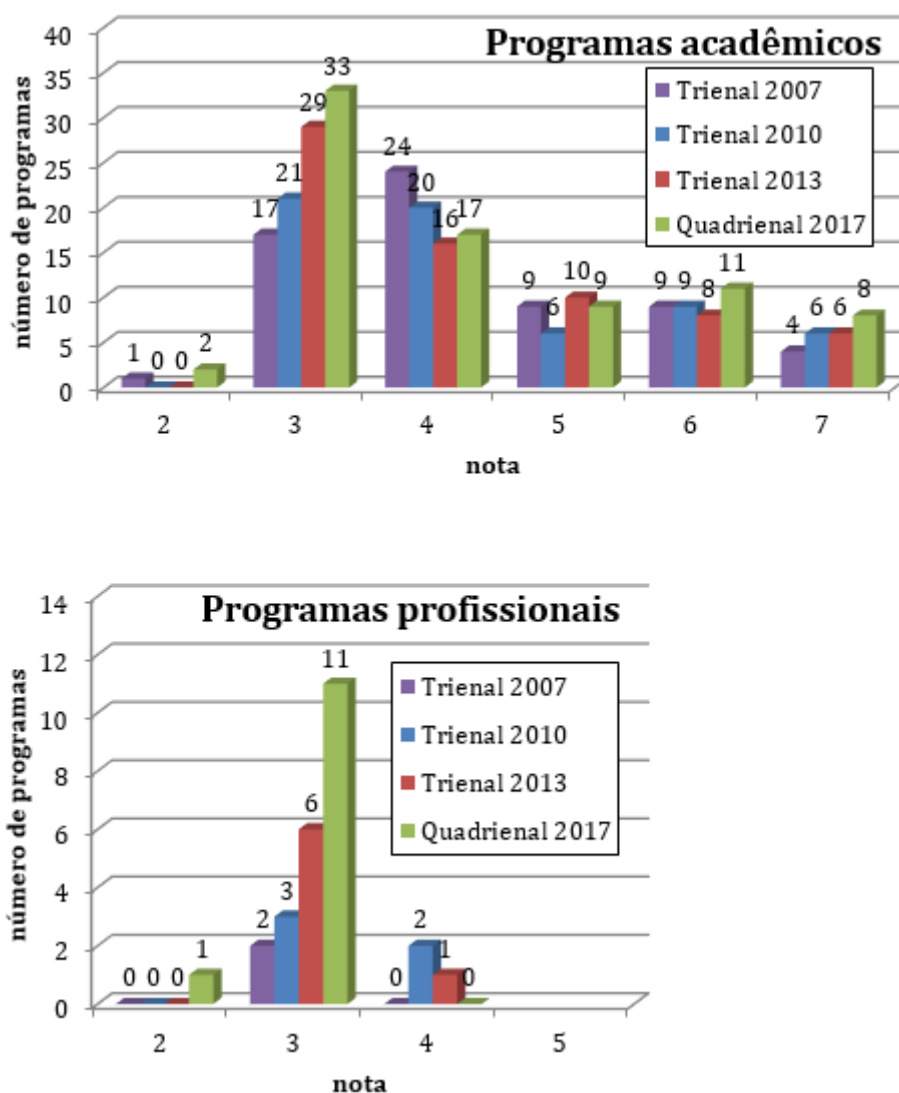 Programas acadêmicos
40
35
30
25
20
15
10
5
0
número de programas
Trienal 2007
Trienal 2010
Trienal 2013
Quadrienal 2017
1 0 0 2
17 21 29 33
24 20 16 17
9 6 10 9
9 9 8 11
4 6 6 8
2 3 4 5 6 7
nota
Programas profissionais
14
12
10
8
6
4
2
0
número de programas
Trienal 2007
Trienal 2010
Trienal 2013
Quadrienal 2017
0 0 0 1
2 3 6 11
0 2 1 0
2 3 4 5
nota